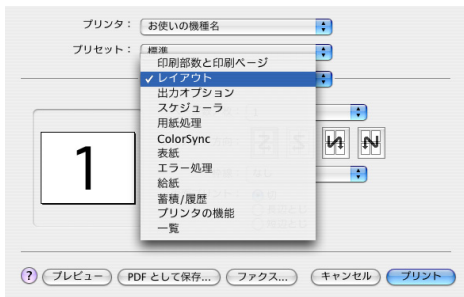 プリンタ： お使いの機種名
プリセット： 標準
印刷部数と印刷ページ
✓ レイアウト
出力オプション
スケジューラ
用紙処理
ColorSync
表紙
エラー処理
給紙
蓄積/履歴
プリンタの機能
一覧
1
? プレビュー PDF として保存... ファクス... キャンセル プリント